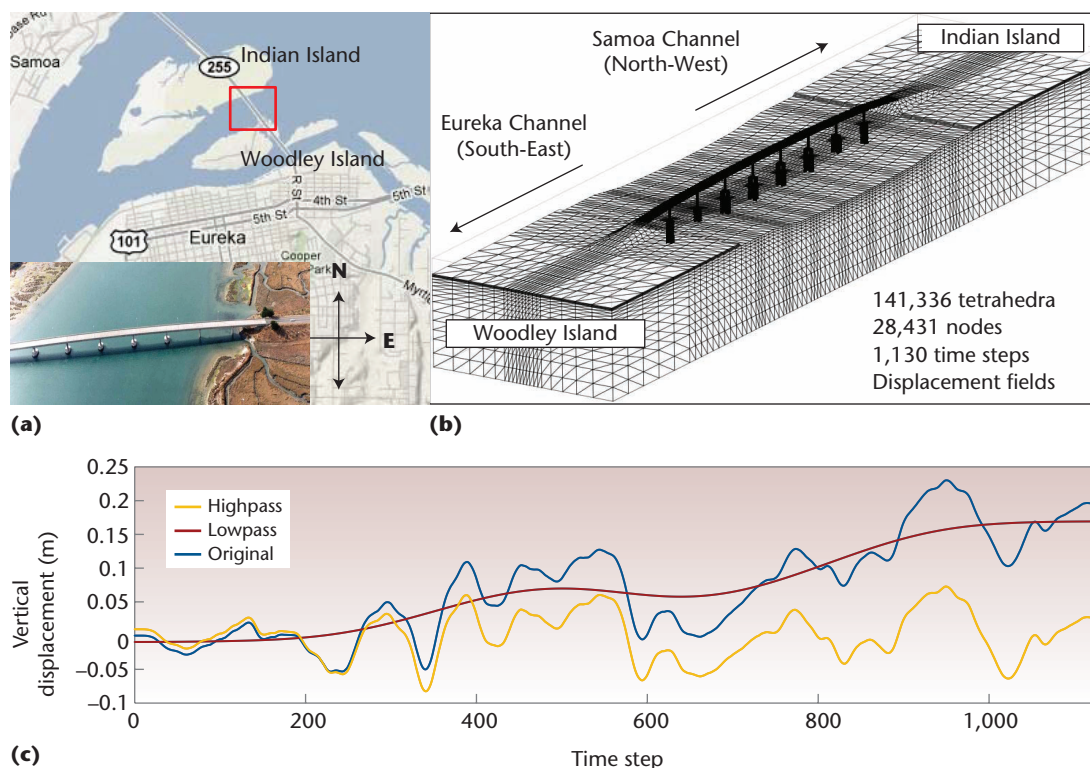 Base Ru
Samoa
Indian Island
255
Woodley Island
R St
4th St
5th St
5th St
101
Eureka
Cooper
Park
Myrtl
N
E
(a)
Samoa Channel
(North-West)
Indian Island
Eureka Channel
(South-East)
Woodley Island
141,336 tetrahedra
28,431 nodes
1,130 time steps
Displacement fields
(b)
0.25
0.2
0.15
0.1
0.05
0
−0.05
−0.1
Vertical
displacement (m)
Highpass
Lowpass
Original
0
200
400
600
800
1,000
Time step
(c)